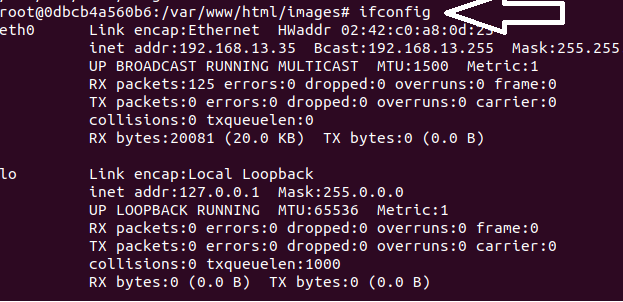 root@0dbcb4a560b6:/var/www/html/images# ifconfig
eth0 Link encap:Ethernet HWaddr 02:42:c0:a8:0d:23
inet addr:192.168.13.35 Bcast:192.168.13.255 Mask:255.255
UP BROADCAST RUNNING MULTICAST MTU:1500 Metric:1
RX packets:125 errors:0 dropped:0 overruns:0 frame:0
TX packets:0 errors:0 dropped:0 overruns:0 carrier:0
collisions:0 txqueuelen:0
RX bytes:20081 (20.0 KB) TX bytes:0 (0.0 B)
lo Link encap:Local Loopback
inet addr:127.0.0.1 Mask:255.0.0.0
UP LOOPBACK RUNNING MTU:65536 Metric:1
RX packets:0 errors:0 dropped:0 overruns:0 frame:0
TX packets:0 errors:0 dropped:0 overruns:0 carrier:0
collisions:0 txqueuelen:1000
RX bytes:0 (0.0 B) TX bytes:0 (0.0 B)